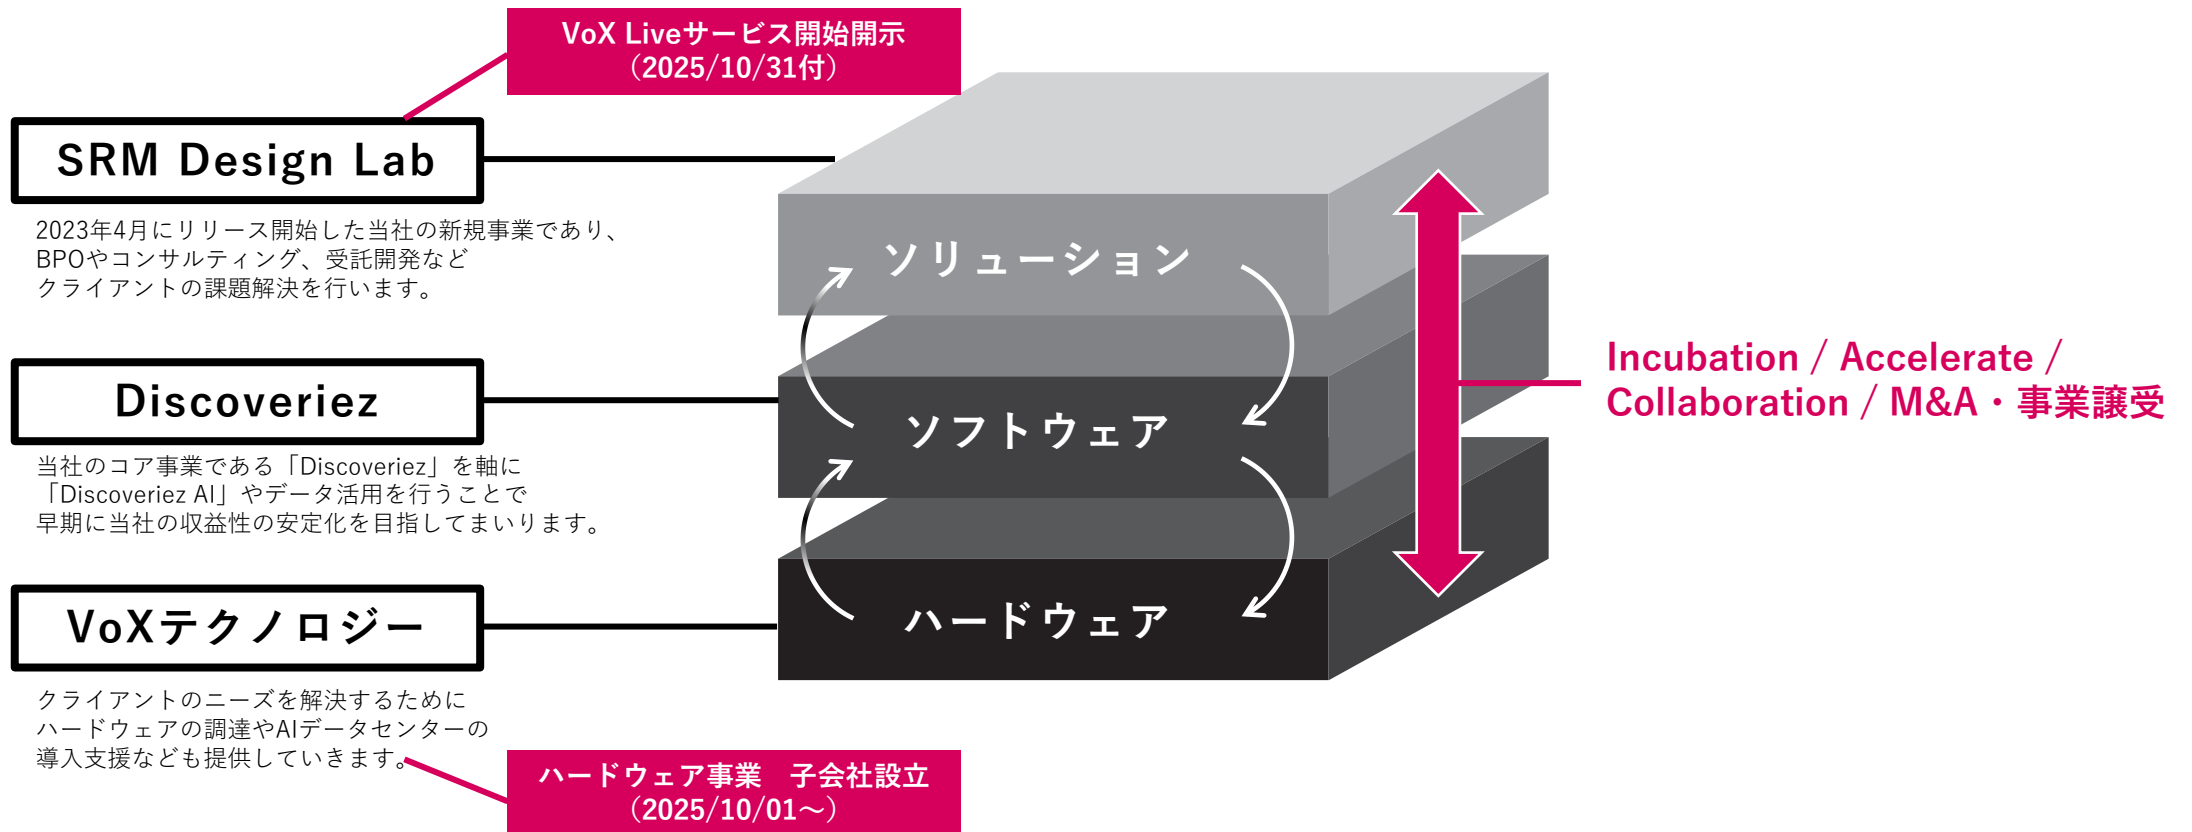 VoX Liveサービス開始開示
（2025/10/31付）
SRM Design Lab
2023年4月にリリース開始した当社の新規事業であり、
BPOやコンサルティング、受託開発など
クライアントの課題解決を行います。
Discoveriez
当社のコア事業である「Discoveriez」を軸に
「Discoveriez AI」やデータ活用を行うことで
早期に当社の収益性の安定化を目指してまいります。
VoXテクノロジー
クライアントのニーズを解決するために
ハードウェアの調達やAIデータセンターの
導入支援なども提供していきます。
ハードウェア事業　子会社設立
（2025/10/01～）
ソリューション
ソフトウェア
ハードウェア
Incubation / Accelerate /
Collaboration / M&A・事業譲受